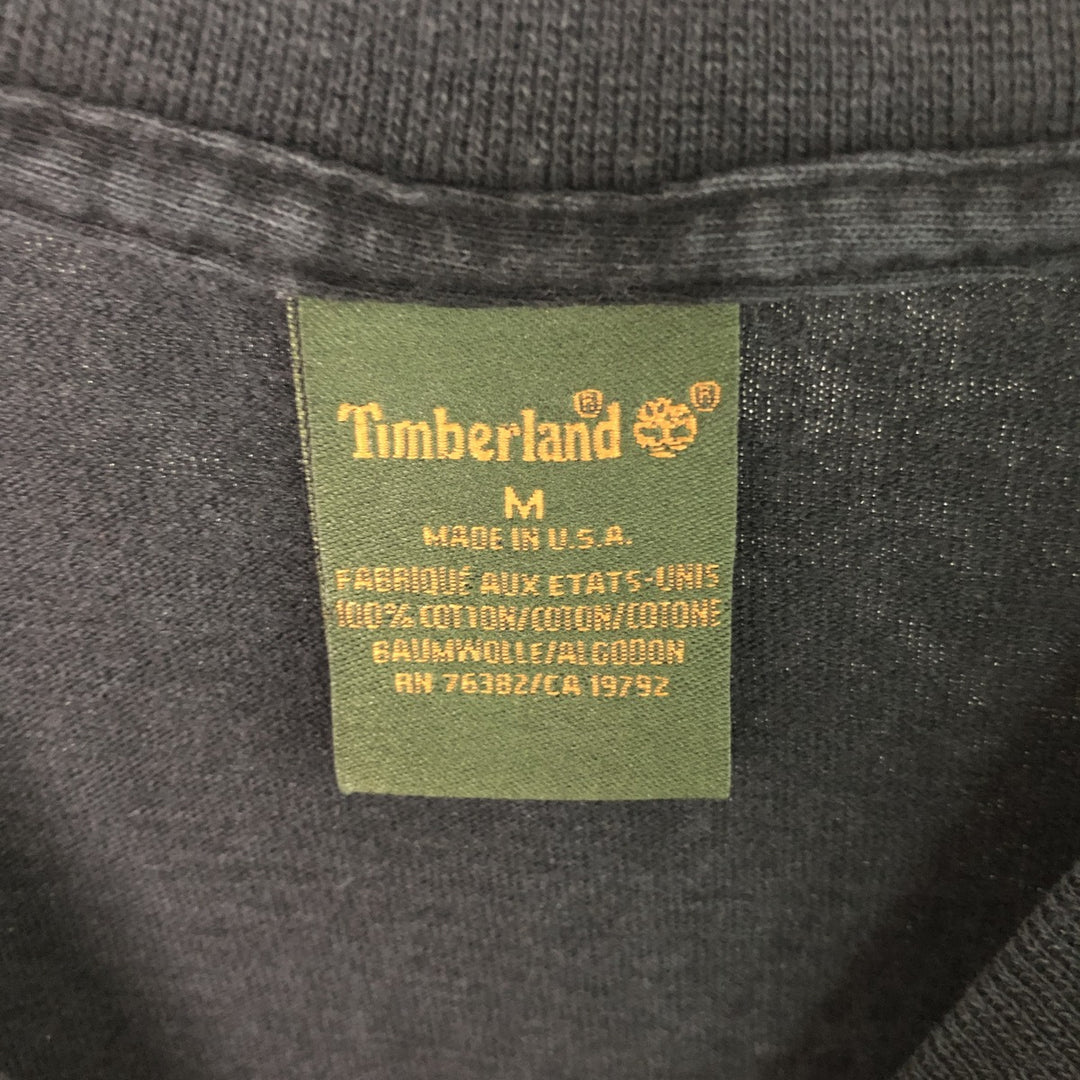 Timberland® ®
M
MADE IN U.S.A.
FABRIQUÉ AUX ETATS-UNIS
100% COTTON/COTON/COTONE
BAUMWOLLE/ALGODON
RN 76382/CA 19792